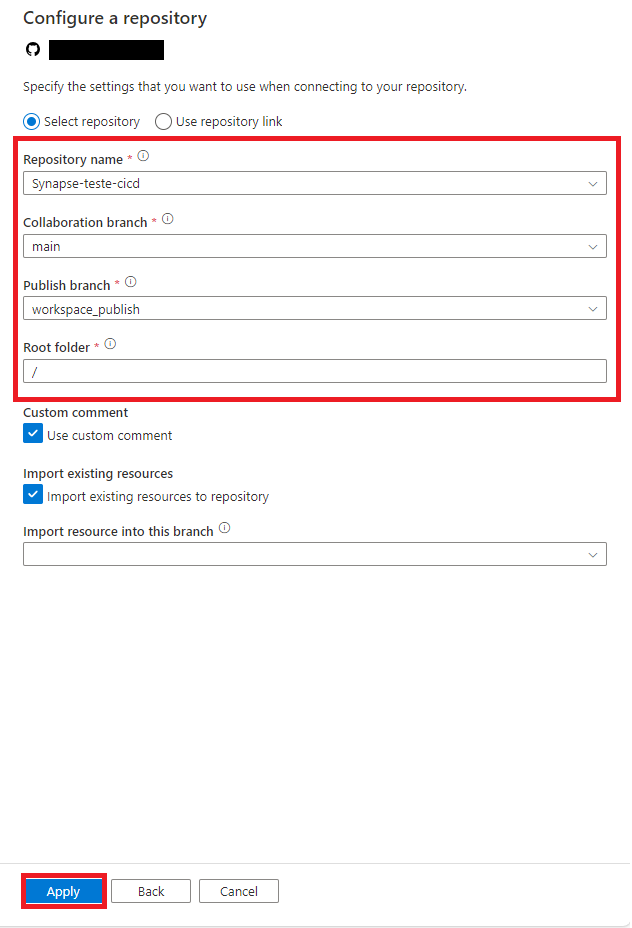 Configure a repository
Specify the settings that you want to use when connecting to your repository.
Select repository Use repository link
Repository name *
Synapse-teste-cicd
Collaboration branch *
main
Publish branch *
workspace_publish
Root folder *
/
Custom comment
Use custom comment
Import existing resources
Import existing resources to repository
Import resource into this branch
Apply Back Cancel